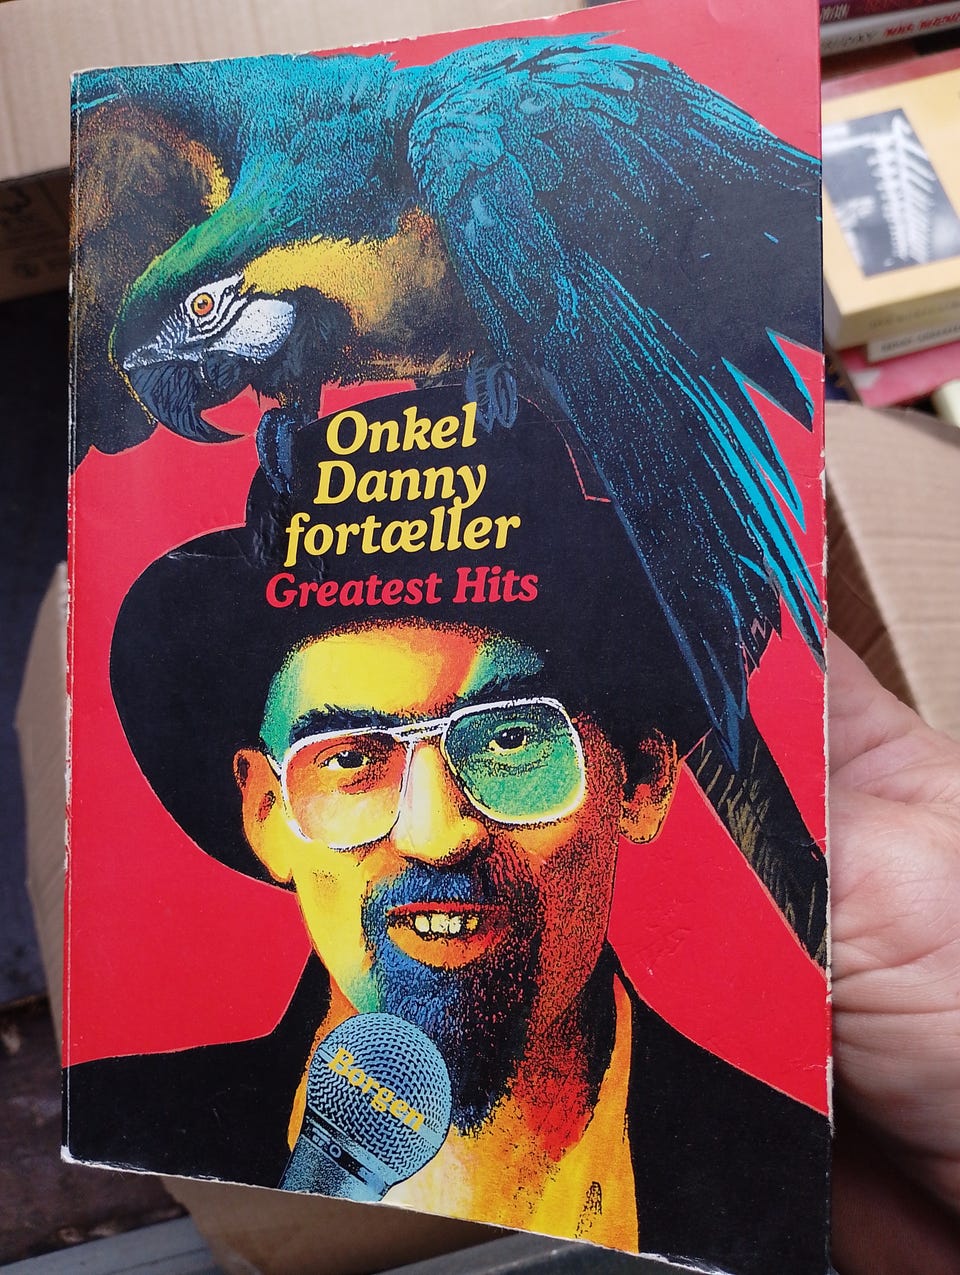 Onkel
Danny
fortæller
Greatest Hits
Borgen